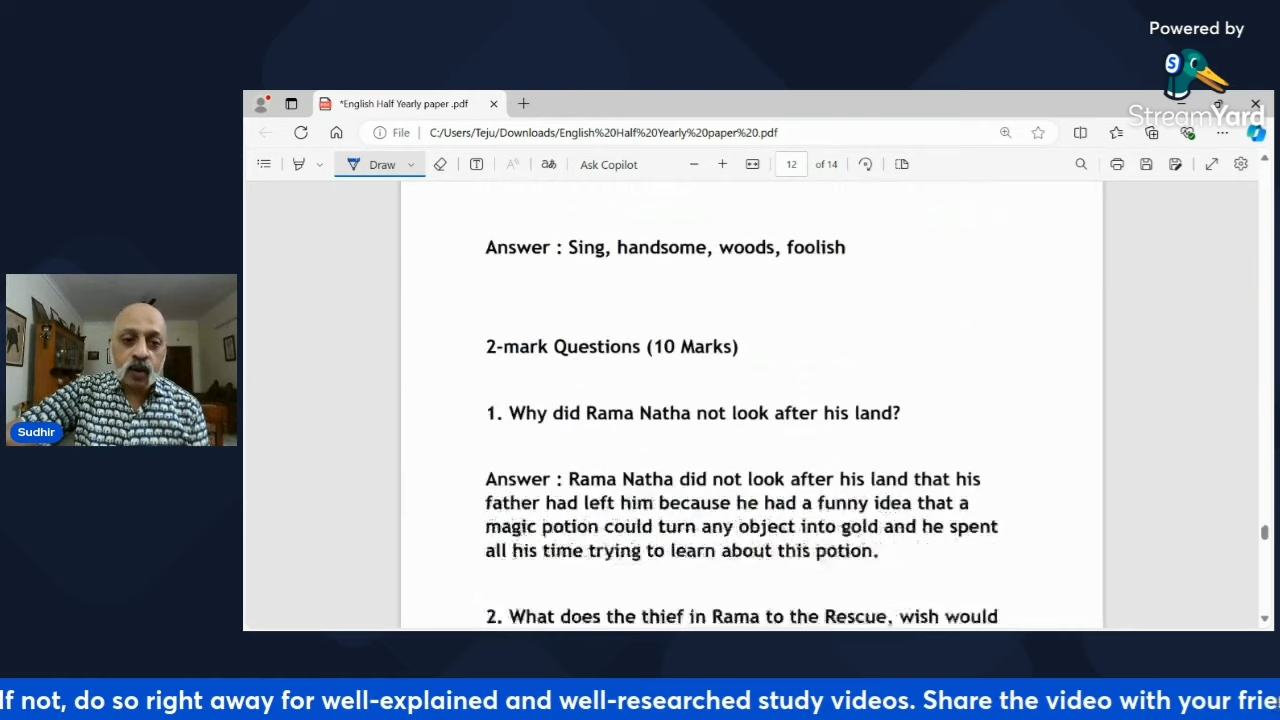 Powered by
S
StreamYard
*English Half Yearly paper .pdf
File
C:/Users/Teju/Downloads/English%20Half%20Yearly%20paper%20.pdf
Draw
Ask Copilot
12
of 14
Answer : Sing, handsome, woods, foolish
2-mark Questions (10 Marks)
1. Why did Rama Natha not look after his land?
Answer : Rama Natha did not look after his land that his
father had left him because he had a funny idea that a
magic potion could turn any object into gold and he spent
all his time trying to learn about this potion.
2. What does the thief in Rama to the Rescue, wish would
Sudhir
If not, do so right away for well-explained and well-researched study videos. Share the video with your frie